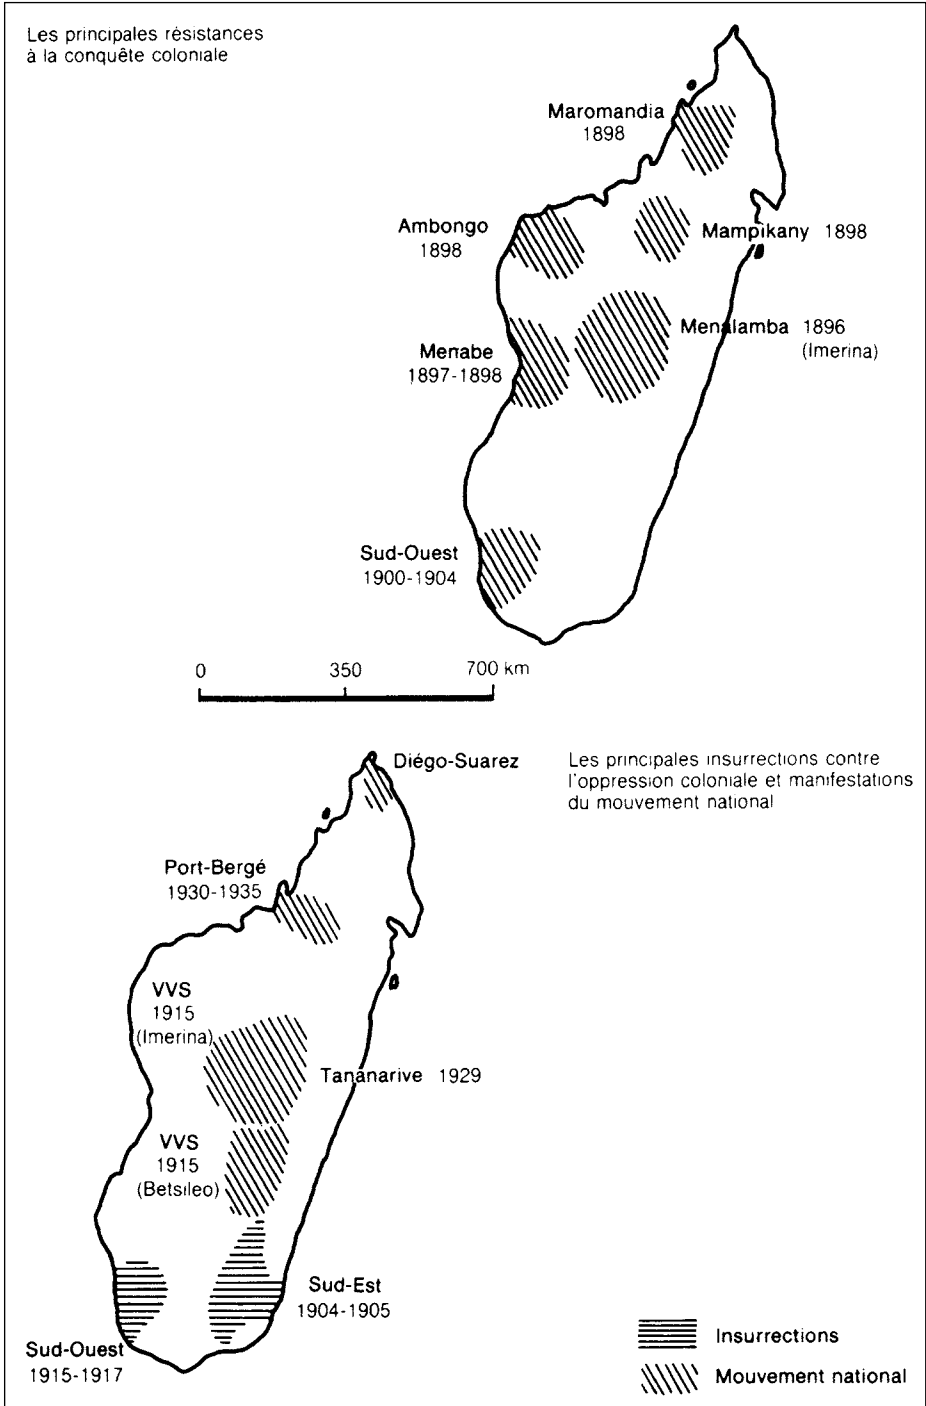 Les principales résistances
à la conquête coloniale
Maromandia
1898
Ambongo
1898
Mampikany 1898
Menalamba 1896
(Imerina)
Menabe
1897-1898
Sud-Ouest
1900-1904
0 350 700 km
Les principales insurrections contre
l'oppression coloniale et manifestations
du mouvement national
Diégo-Suarez
Port-Bergé
1930-1935
VVS
1915
(Imerina)
Tananarive 1929
VVS
1915
(Betsileo)
Sud-Est
1904-1905
Sud-Ouest
1915-1917
Insurrections
Mouvement national